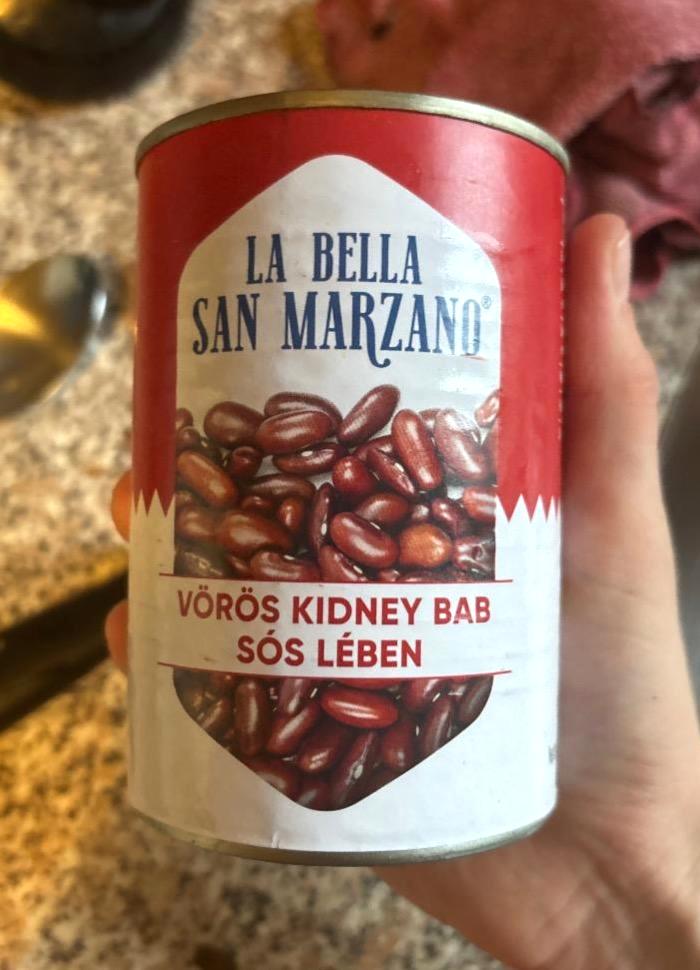 LA BELLA
SAN MARZANO®
VÖRÖS KIDNEY BAB
SÓS LÉBEN